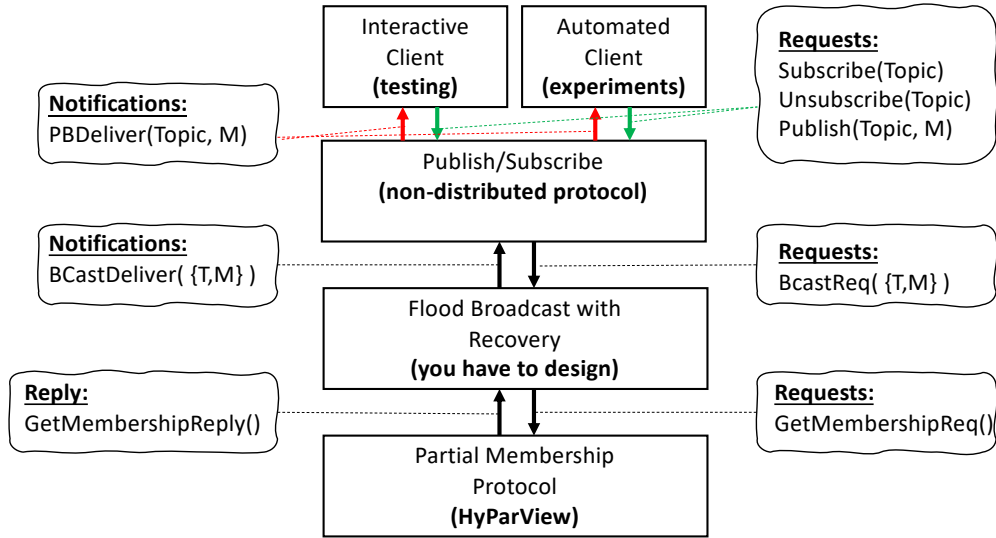 Interactive
Client
(testing)
Automated
Client
(experiments)
Requests:
Subscribe(Topic)
Unsubscribe(Topic)
Publish(Topic, M)
Notifications:
PBDeliver(Topic, M)
Publish/Subscribe
(non-distributed protocol)
Notifications:
BCastDeliver( {T,M} )
Requests:
BcastReq( {T,M} )
Flood Broadcast with
Recovery
(you have to design)
Reply:
GetMembershipReply()
Requests:
GetMembershipReq()
Partial Membership
Protocol
(HyParView)